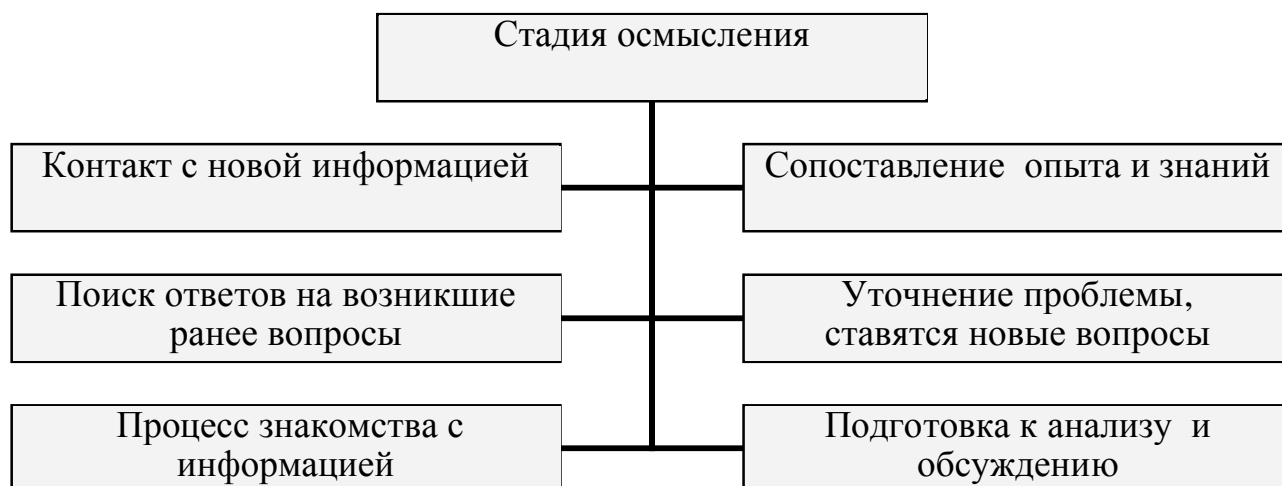 Стадия осмысления
Контакт с новой информацией
Сопоставление опыта и знаний
Поиск ответов на возникшие
ранее вопросы
Уточнение проблемы,
ставятся новые вопросы
Процесс знакомства с
информацией
Подготовка к анализу и
обсуждению